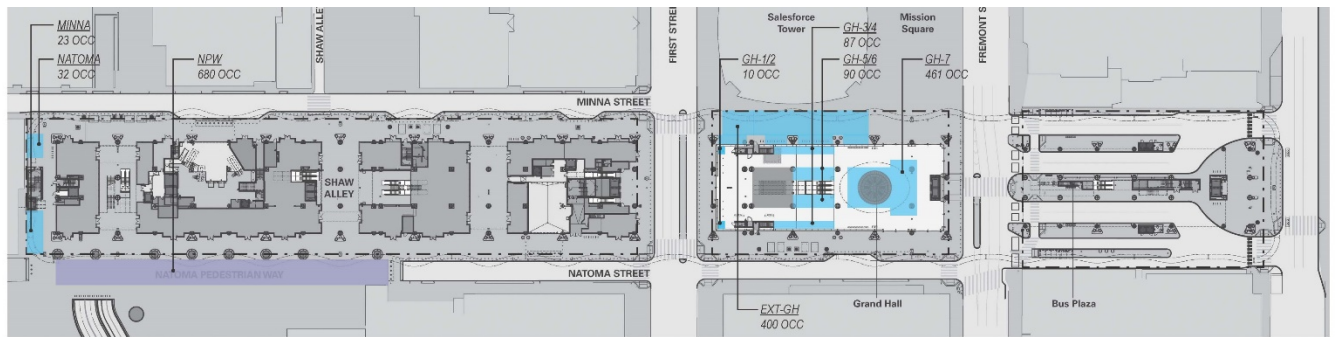 MINNA
23 OCC
NATOMA
32 OCC
NPW
680 OCC
SHAW ALLEY
FIRST STREET
Salesforce
Tower
Mission
Square
GH-3/4
87 OCC
GH-1/2
10 OCC
GH-5/6
90 OCC
GH-7
461 OCC
FREMONT S
MINNA STREET
SHAW
ALLEY
NATOMA PEDERTRIAN WAY
NATOMA STREET
EXT-GH
400 OCC
Grand Hall
Bus Plaza